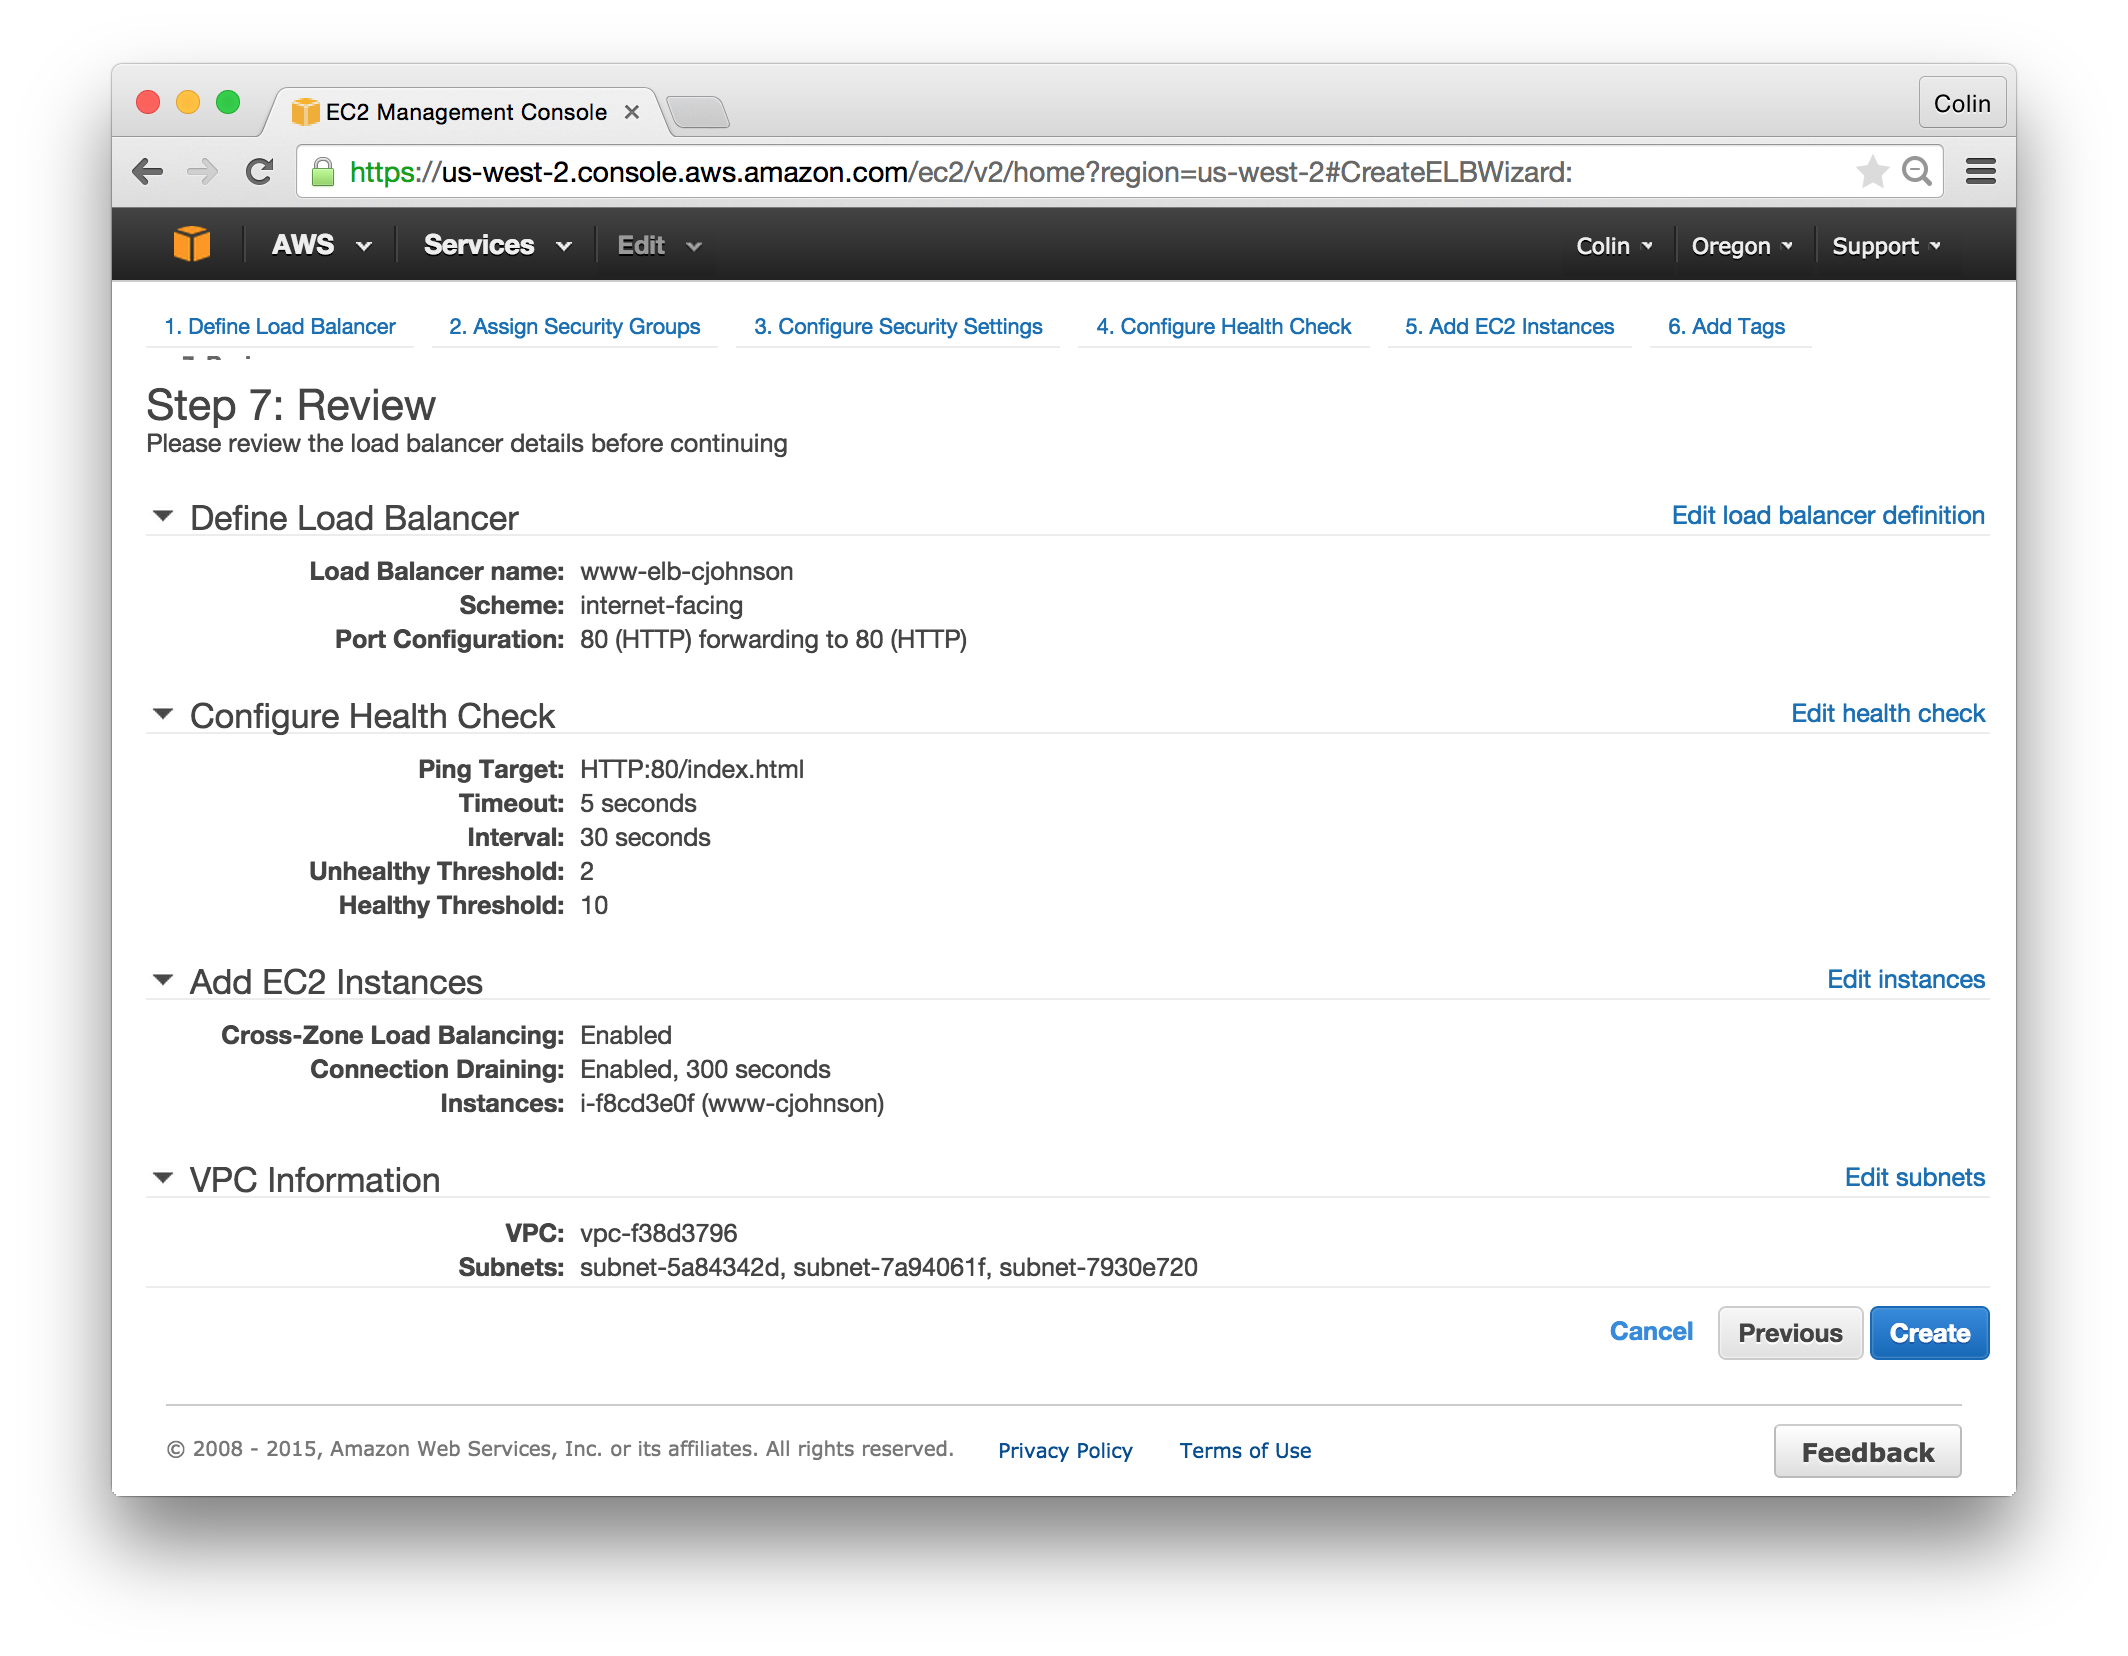 EC2 Management Console
Colin
https://us-west-2.console.aws.amazon.com/ec2/v2/home?region=us-west-2#CreateELBWizard:
AWS Services Edit Colin Oregon Support
1. Define Load Balancer 2. Assign Security Groups 3. Configure Security Settings 4. Configure Health Check 5. Add EC2 Instances 6. Add Tags
Step 7: Review
Please review the load balancer details before continuing
Define Load Balancer Edit load balancer definition
Load Balancer name: www-elb-cjohnson
Scheme: internet-facing
Port Configuration: 80 (HTTP) forwarding to 80 (HTTP)
Configure Health Check Edit health check
Ping Target: HTTP:80/index.html
Timeout: 5 seconds
Interval: 30 seconds
Unhealthy Threshold: 2
Healthy Threshold: 10
Add EC2 Instances Edit instances
Cross-Zone Load Balancing: Enabled
Connection Draining: Enabled, 300 seconds
Instances: i-f8cd3e0f (www-cjohnson)
VPC Information Edit subnets
VPC: vpc-f38d3796
Subnets: subnet-5a84342d, subnet-7a94061f, subnet-7930e720
Cancel Previous Create
© 2008 - 2015, Amazon Web Services, Inc. or its affiliates. All rights reserved. Privacy Policy Terms of Use Feedback